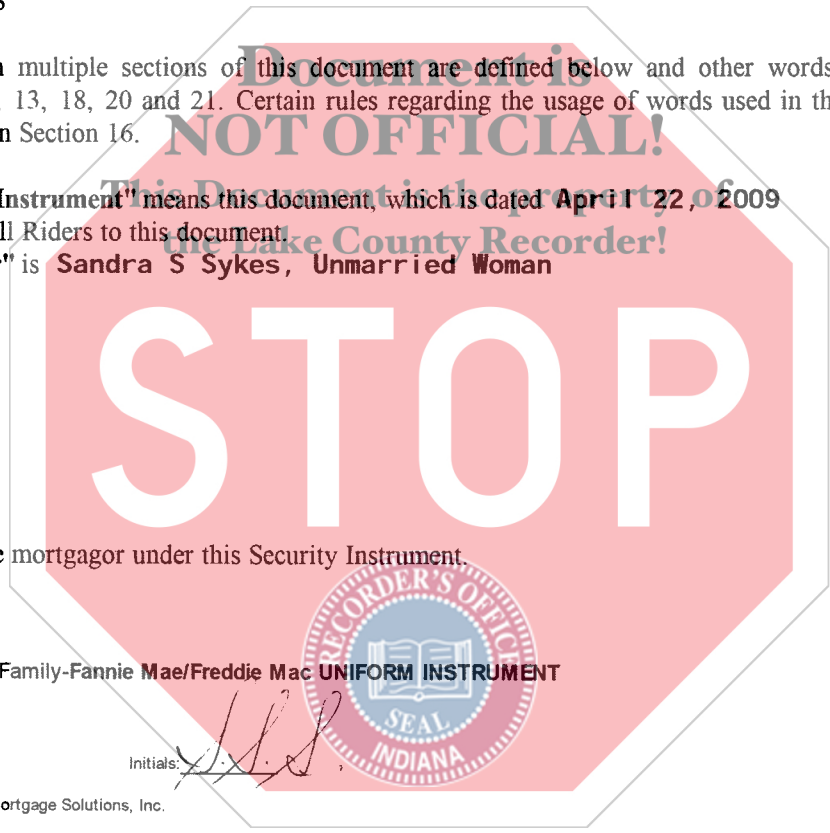 s
n multiple sections of this document are defined below and other words
13, 18, 20 and 21. Certain rules regarding the usage of words used in th
n Section 16.
Instrument" means this document, which is dated April 22, 2009
ll Riders to this document.
" is Sandra S Sykes, Unmarried Woman
Document is
NOT OFFICIAL!
This Document is the property of
the Lake County Recorder!
STOP
e mortgagor under this Security Instrument.
RECORDER'S OFFICE
SEAL
INDIANA
Family-Fannie Mae/Freddie Mac UNIFORM INSTRUMENT
Initials: S.S.S.
ortgage Solutions, Inc.